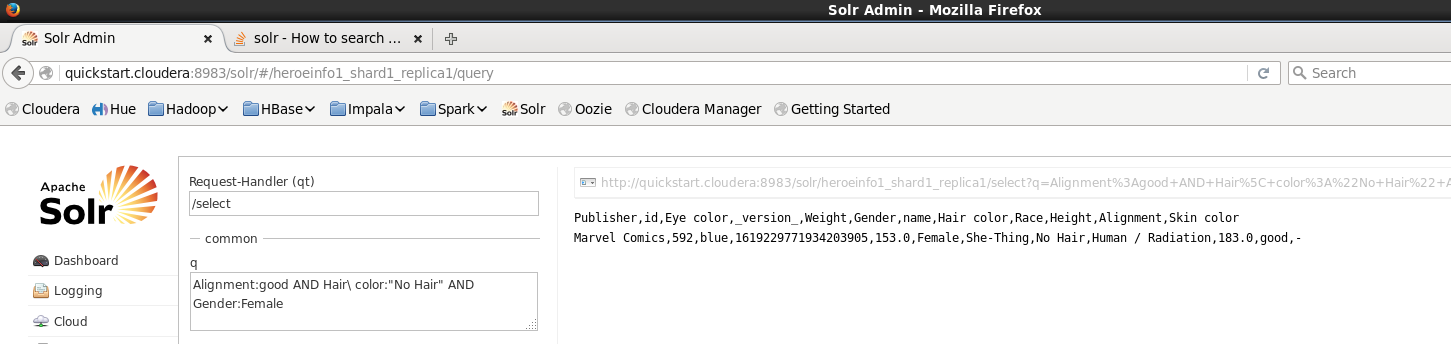 Solr Admin - Mozilla Firefox
Solr Admin
solr - How to search ...
quickstart.cloudera:8983/solr/#/heroeinfo1_shard1_replica1/query
Search
Cloudera Hue Hadoop HBase Impala Spark Solr Oozie Cloudera Manager Getting Started
Apache
Solr
Dashboard
Logging
Cloud
Request-Handler (qt)
/select
common
q
Alignment:good AND Hair\ color:"No Hair" AND
Gender:Female
http://quickstart.cloudera:8983/solr/heroeinfo1_shard1_replica1/select?q=Alignment%3Agood+AND+Hair%5C+color%3A%22No+Hair%22+A
Publisher,id,Eye color,_version_,Weight,Gender,name,Hair color,Race,Height,Alignment,Skin color
Marvel Comics,592,blue,1619229771934203905,153.0,Female,She-Thing,No Hair,Human / Radiation,183.0,good,-